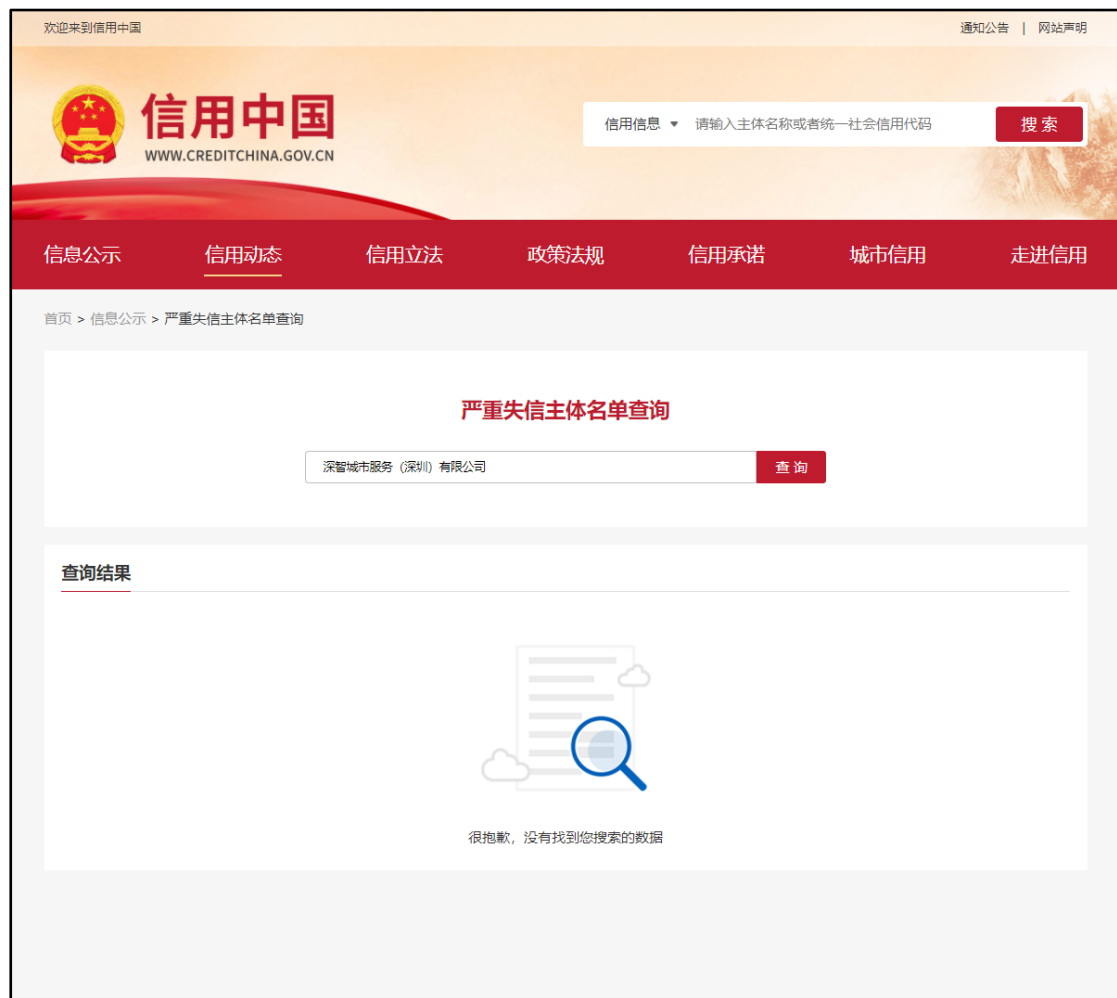 欢迎来到信用中国 通知公告 | 网站声明
信用中国
WWW.CREDITCHINA.GOV.CN
信用信息 请输入主体名称或者统一社会信用代码 搜索
信息公示 信用动态 信用立法 政策法规 信用承诺 城市信用 走进信用
首页 > 信息公示 > 严重失信主体名单查询
严重失信主体名单查询
深智城市服务（深圳）有限公司 查询
查询结果
很抱歉，没有找到您搜索的数据